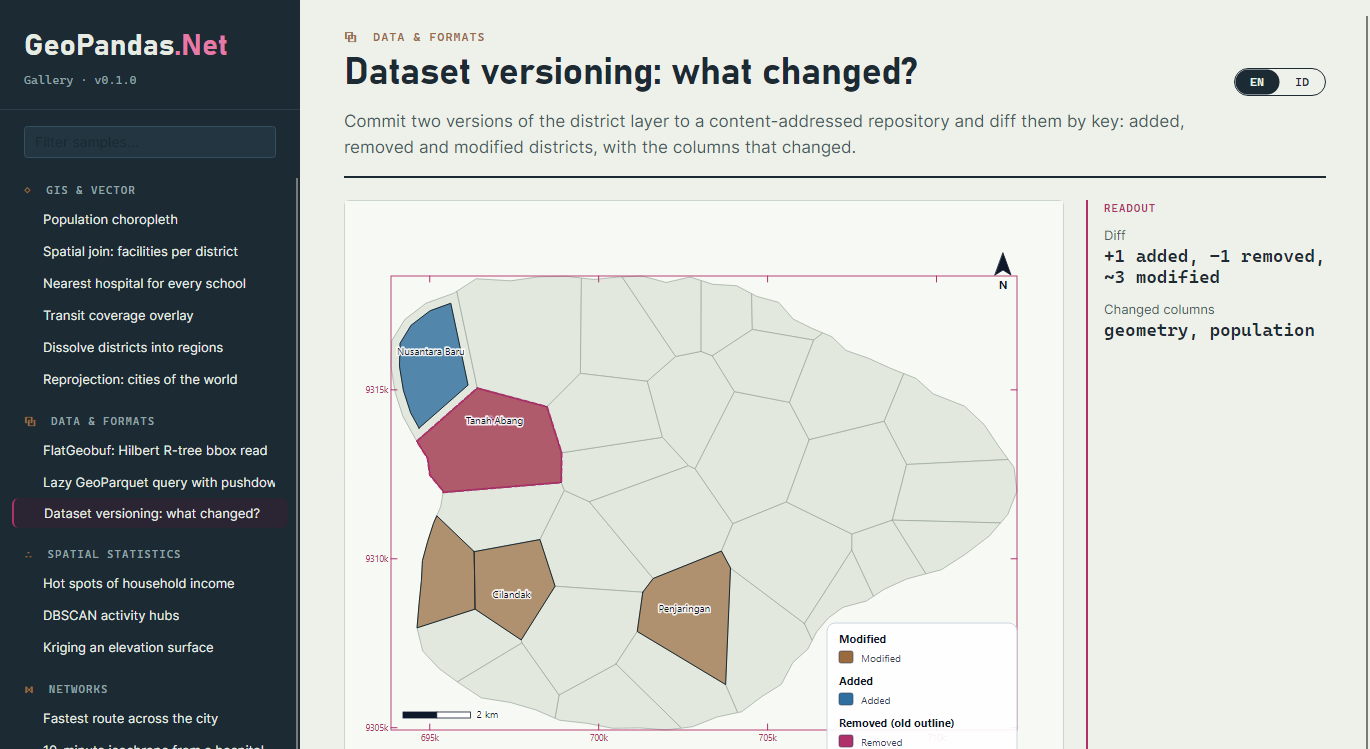 GeoPandas.Net
Gallery · v0.1.0
Filter samples...
GIS & VECTOR
Population choropleth
Spatial join: facilities per district
Nearest hospital for every school
Transit coverage overlay
Dissolve districts into regions
Reprojection: cities of the world
DATA & FORMATS
FlatGeobuf: Hilbert R-tree bbox read
Lazy GeoParquet query with pushdow
Dataset versioning: what changed?
SPATIAL STATISTICS
Hot spots of household income
DBSCAN activity hubs
Kriging an elevation surface
NETWORKS
Fastest route across the city
10-minute isochrone from a hospital
DATA & FORMATS
Dataset versioning: what changed?
EN ID
Commit two versions of the district layer to a content-addressed repository and diff them by key: added,
removed and modified districts, with the columns that changed.
N
Nusantara Baru
9315k
Tanah Abang
9310k
Cilandak
Penjaringan
2 km
9305k
695k
700k
705k
Modified
Modified
Added
Added
Removed (old outline)
Removed
READOUT
Diff
+1 added, −1 removed,
~3 modified
Changed columns
geometry, population